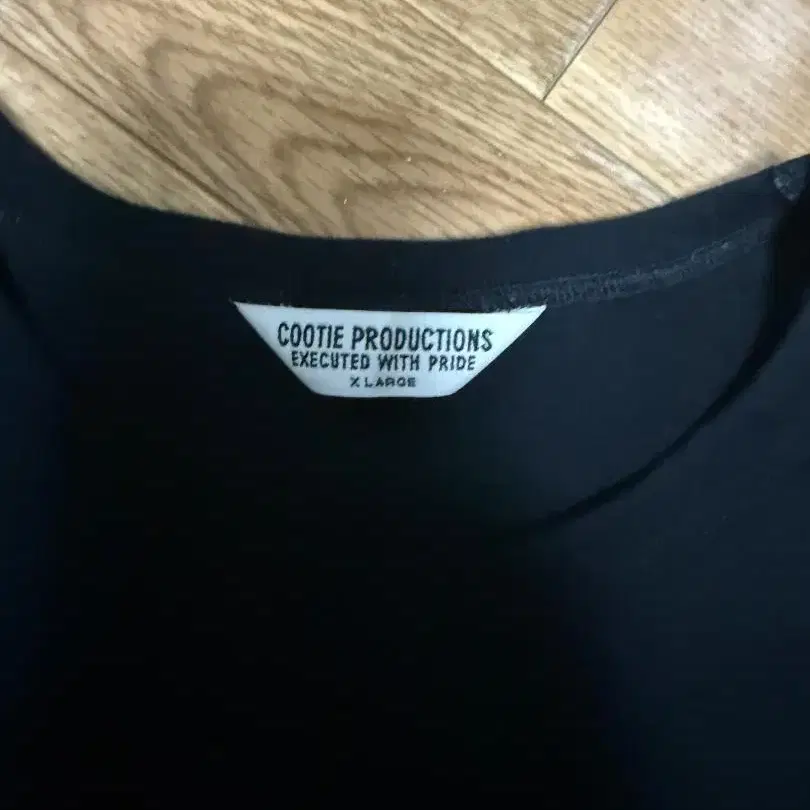 COOTIE PRODUCTIONS
EXECUTED WITH PRIDE
X LARGE